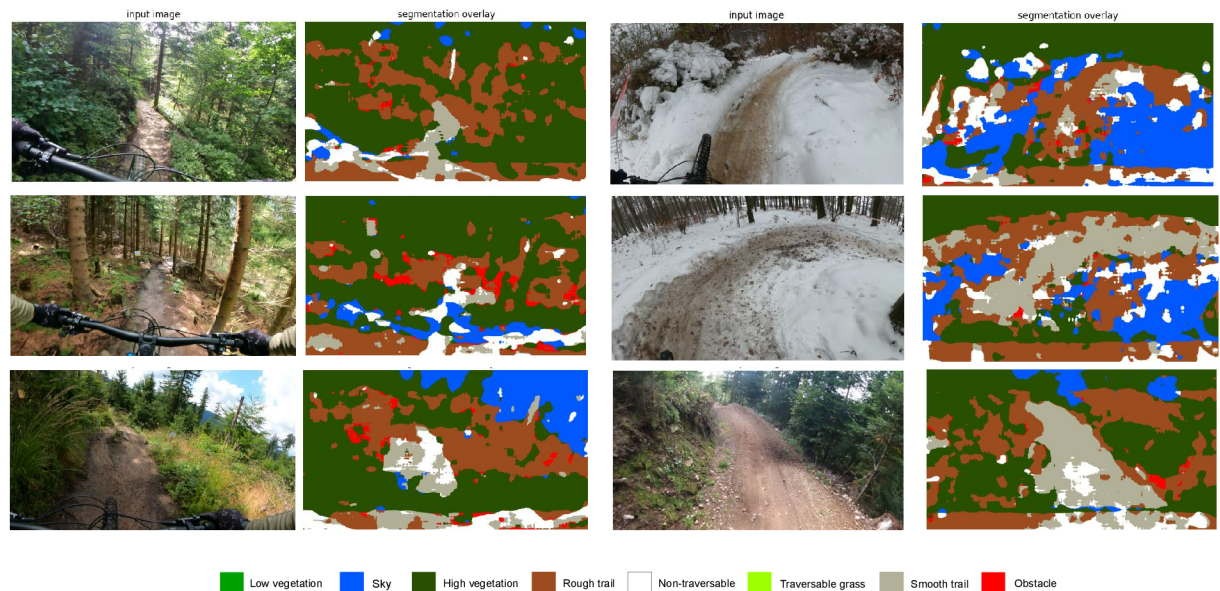 input image segmentation overlay input image segmentation overlay
Low vegetation Sky High vegetation Rough trail Non-traversable Traversable grass Smooth trail Obstacle